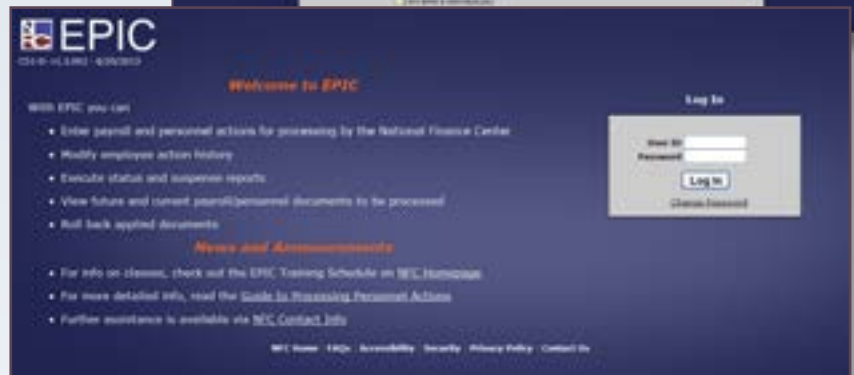 EPIC
Welcome to EPIC
With EPIC you can
• Enter payroll and personnel actions for processing by the National Finance Center
• Modify employee action history
• Execute status and suspense reports
• View future and current payroll/personnel documents to be processed
• Roll back applied documents
News and Announcements
• For info on classes, check out the EPIC Training Schedule on NFC Homepage
• For more detailed info, read the Guide to Processing Personnel Actions
• Further assistance is available via NFC Contact Info
Log In
User ID
Password
Log In
Change Password
NFC Home FAQs Accessibility Security Privacy Policy Contact Us